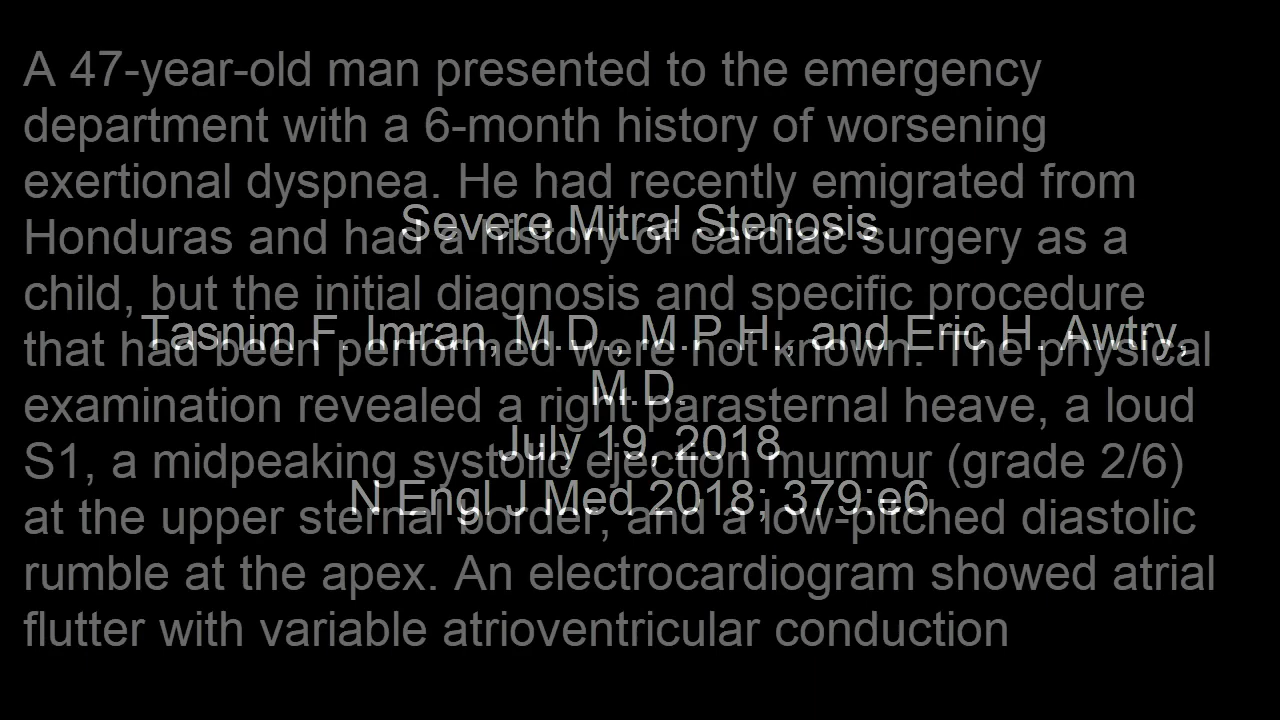 A 47-year-old man presented to the emergency
department with a 6-month history of worsening
exertional dyspnea. He had recently emigrated from
Honduras and had a history of cardiac surgery as a
child, but the initial diagnosis and specific procedure
that had been performed were not known. The physical
examination revealed a right parasternal heave, a loud
S1, a midpeaking systolic ejection murmur (grade 2/6)
at the upper sternal border, and a low-pitched diastolic
rumble at the apex. An electrocardiogram showed atrial
flutter with variable atrioventricular conduction
Severe Mitral Stenosis
Tasnim F. Imran, M.D., M.P.H., and Eric H. Awtry,
M.D.
July 19, 2018
N Engl J Med 2018; 379:e6